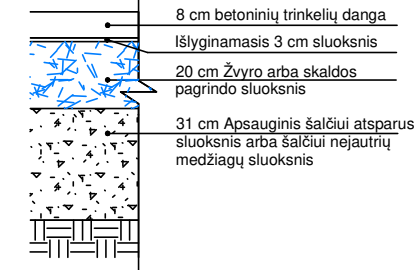 8 cm betoninių trinkelių danga
Išlyginamasis 3 cm sluoksnis
20 cm Žvyro arba skaldos
pagrindo sluoksnis
31 cm Apsauginis šalčiui atsparus
sluoksnis arba šalčiui nejautrių
medžiagų sluoksnis